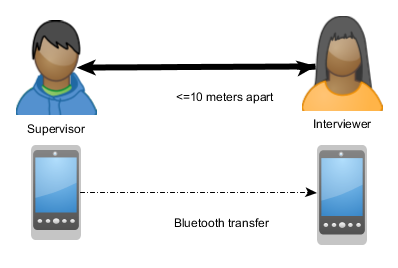 <=10 meters apart
Supervisor
Interviewer
Bluetooth transfer